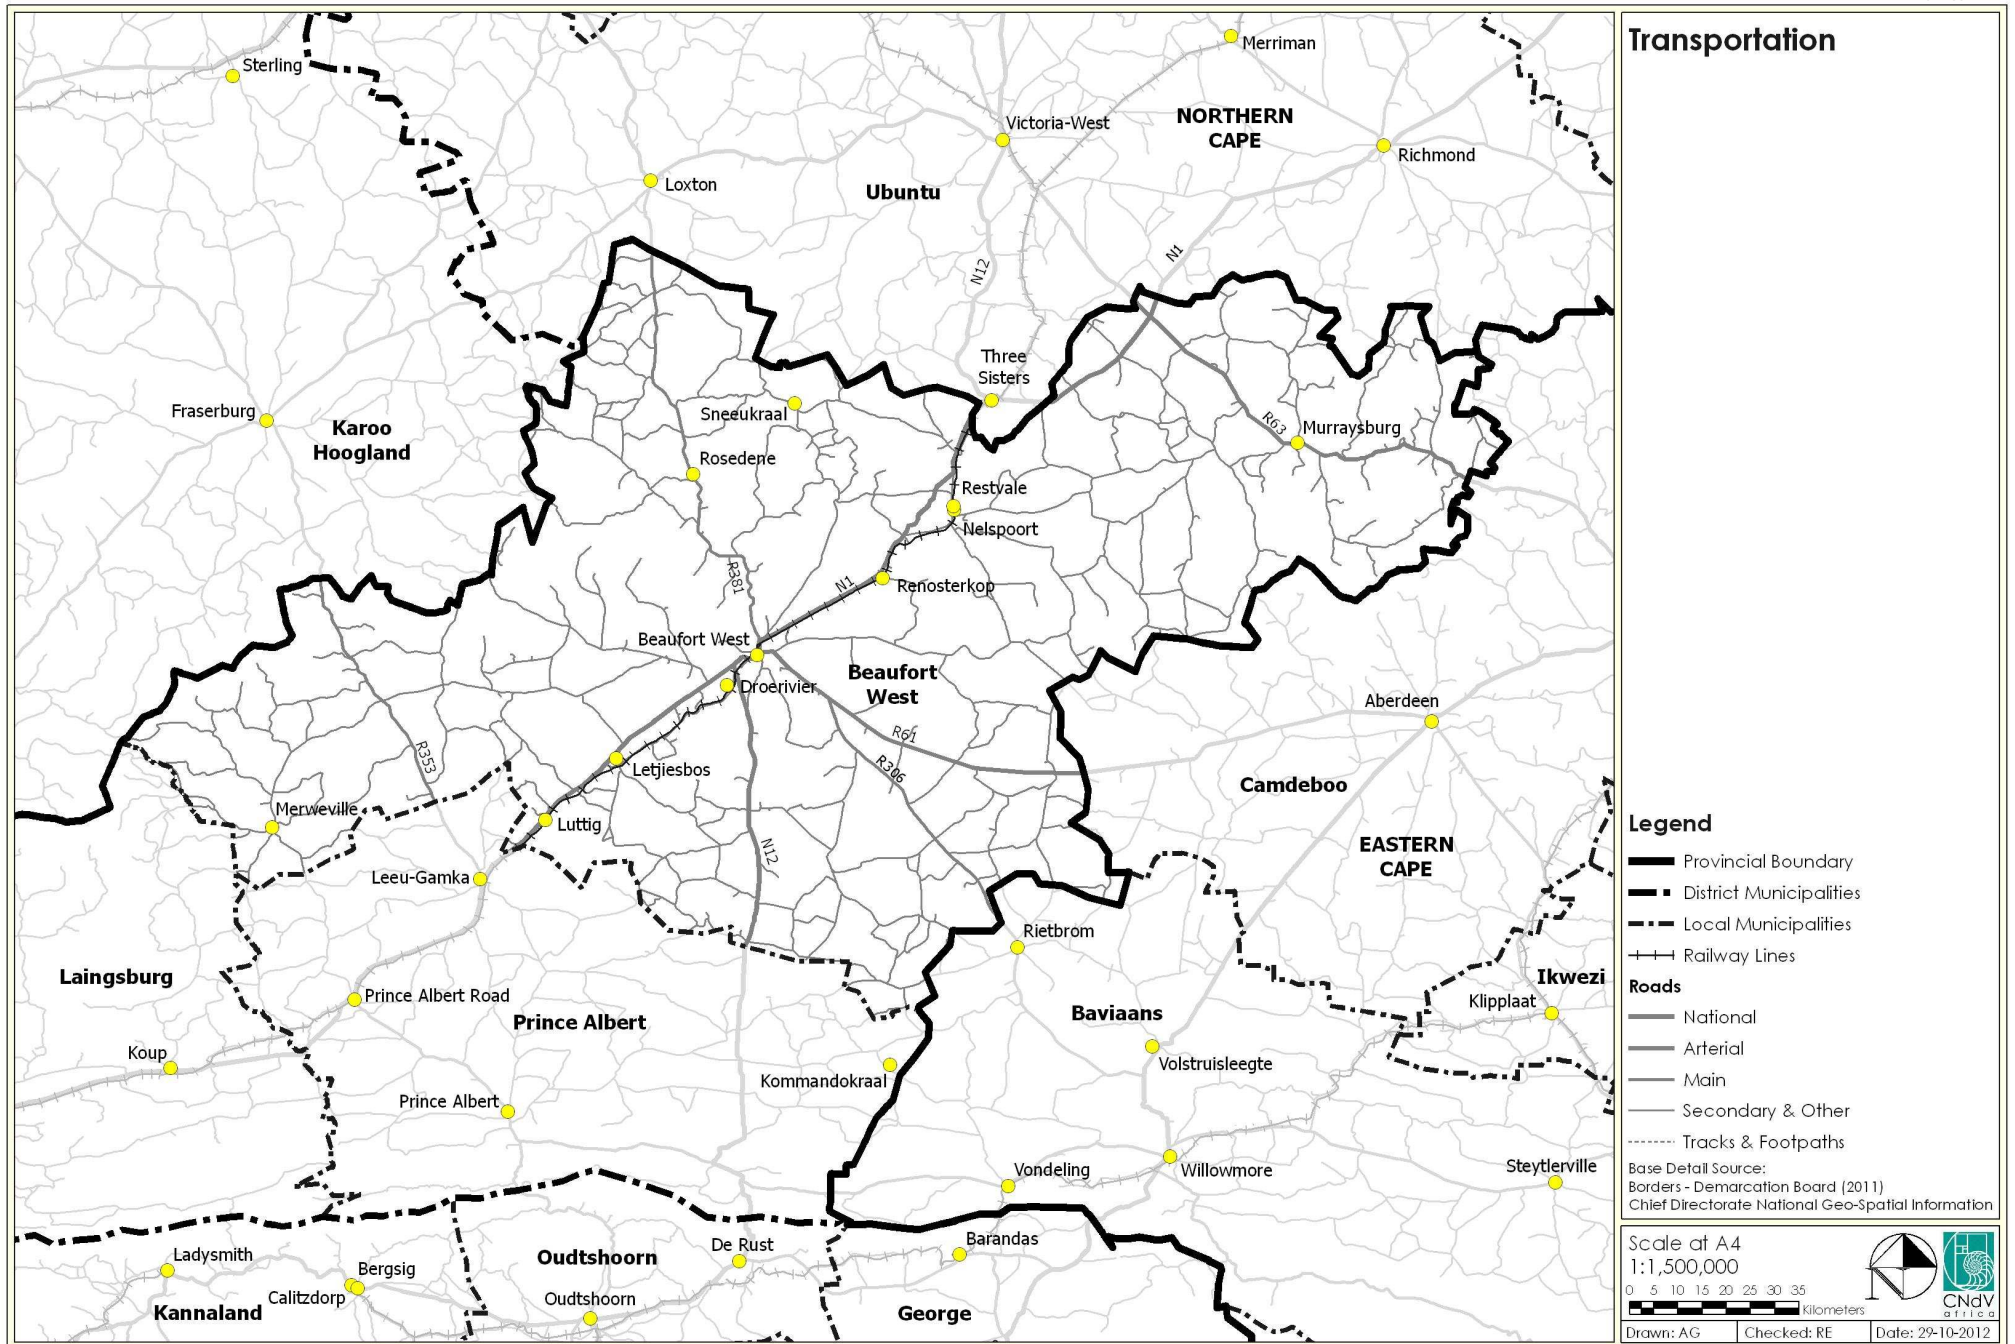 Transportation
Merriman
Sterling
Victoria-West
NORTHERN
CAPE
Richmond
Loxton
Ubuntu
N1
N12
Three
Sisters
Fraserburg
Sneeukraal
Karoo
Hoogland
R63
Murraysburg
Rosedene
Restvale
Nelspoort
R381
N1
Renosterkop
Beaufort West
Beaufort
West
Droerivier
Aberdeen
R61
R353
R306
Letjiesbos
Camdeboo
Merweville
Luttig
N12
EASTERN
CAPE
Leeu-Gamka
Rietbrom
Laingsburg
Ikwezi
Prince Albert Road
Klipplaat
Prince Albert
Baviaans
Koup
Volstruisleegte
Kommandokraal
Prince Albert
Vondeling
Willowmore
Steytlerville
Ladysmith
De Rust
Barandas
Oudtshoorn
Bergsig
Calitzdorp
Oudtshoorn
Kannaland
George
Legend
Provincial Boundary
District Municipalities
Local Municipalities
Railway Lines
Roads
National
Arterial
Main
Secondary & Other
Tracks & Footpaths
Base Detail Source:
Borders - Demarcation Board (2011)
Chief Directorate National Geo-Spatial Information
Scale at A4
1:1,500,000
0 5 10 15 20 25 30 35
Kilometers
N
CNdV
africa
Drawn: AG
Checked: RE
Date: 29-10-2012